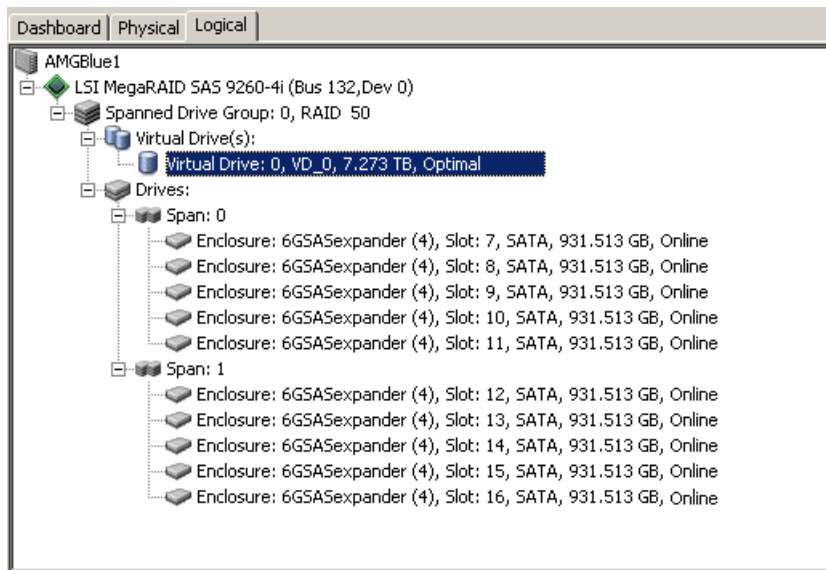 Dashboard Physical Logical
AMGBlue1
LSI MegaRAID SAS 9260-4i (Bus 132,Dev 0)
Spanned Drive Group: 0, RAID 50
Virtual Drive(s):
Virtual Drive: 0, VD_0, 7.273 TB, Optimal
Drives:
Span: 0
Enclosure: 6GSASexpander (4), Slot: 7, SATA, 931.513 GB, Online
Enclosure: 6GSASexpander (4), Slot: 8, SATA, 931.513 GB, Online
Enclosure: 6GSASexpander (4), Slot: 9, SATA, 931.513 GB, Online
Enclosure: 6GSASexpander (4), Slot: 10, SATA, 931.513 GB, Online
Enclosure: 6GSASexpander (4), Slot: 11, SATA, 931.513 GB, Online
Span: 1
Enclosure: 6GSASexpander (4), Slot: 12, SATA, 931.513 GB, Online
Enclosure: 6GSASexpander (4), Slot: 13, SATA, 931.513 GB, Online
Enclosure: 6GSASexpander (4), Slot: 14, SATA, 931.513 GB, Online
Enclosure: 6GSASexpander (4), Slot: 15, SATA, 931.513 GB, Online
Enclosure: 6GSASexpander (4), Slot: 16, SATA, 931.513 GB, Online